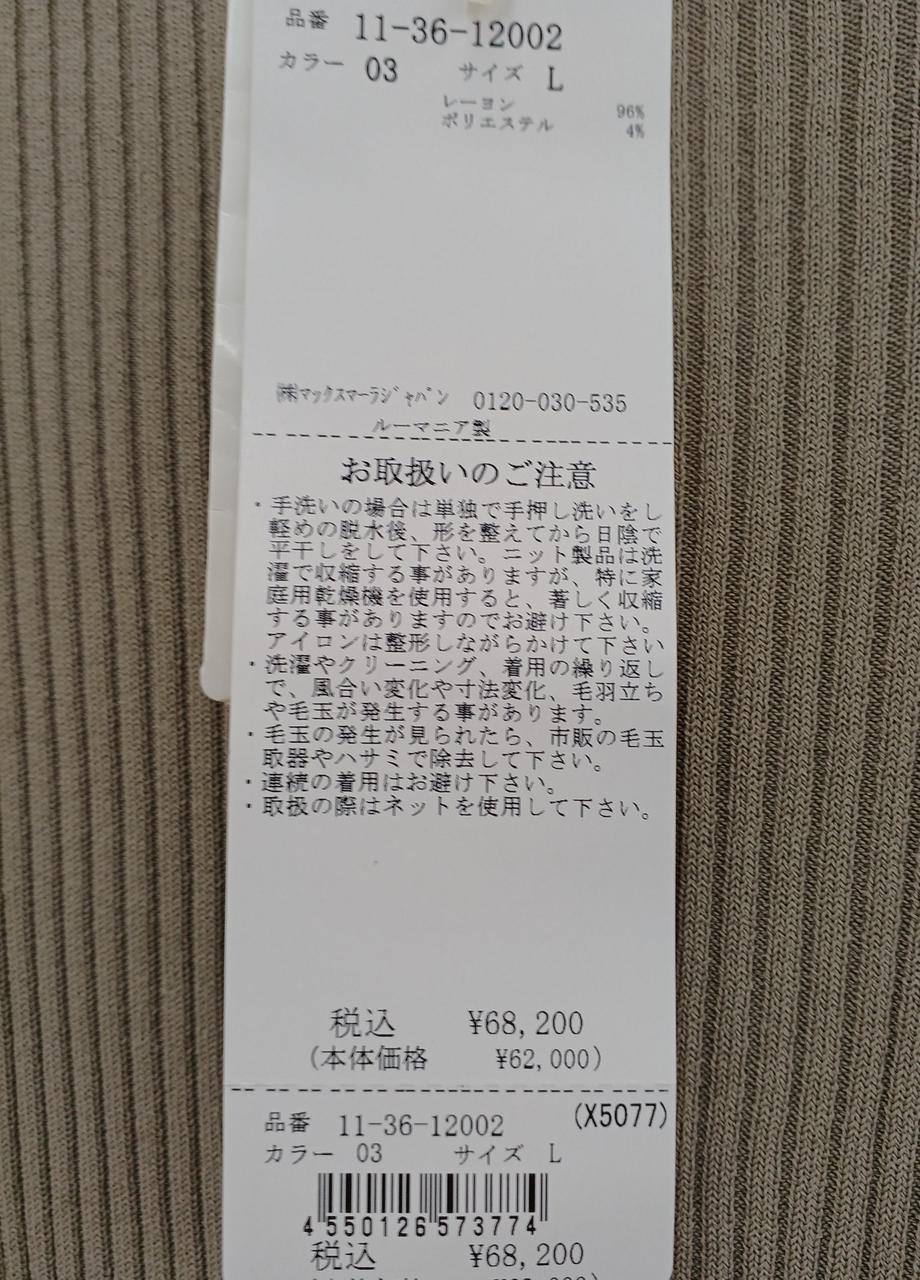 品番 11-36-12002
カラー 03 サイズ L
レーヨン 96%
ポリエステル 4%
㈱マックスマーラジャパン 0120-030-535
ルーマニア製
お取扱いのご注意
・手洗いの場合は単独で手押し洗いをし
軽めの脱水後、形を整えてから日陰で
平干しをして下さい。ニット製品は洗
濯で収縮する事がありますが、特に家
庭用乾燥機を使用すると、著しく収縮
する事がありますのでお避け下さい。
アイロンは整形しながらかけて下さい
・洗濯やクリーニング、着用の繰り返し
で、風合い変化や寸法変化、毛羽立ち
や毛玉が発生する事があります。
・毛玉の発生が見られたら、市販の毛玉
取器やハサミで除去して下さい。
・連続の着用はお避け下さい。
・取扱の際はネットを使用して下さい。
税込 ¥68,200
(本体価格 ¥62,000)
(X5077)
品番 11-36-12002
カラー 03 サイズ L
4 550126 573774
税込 ¥68,200